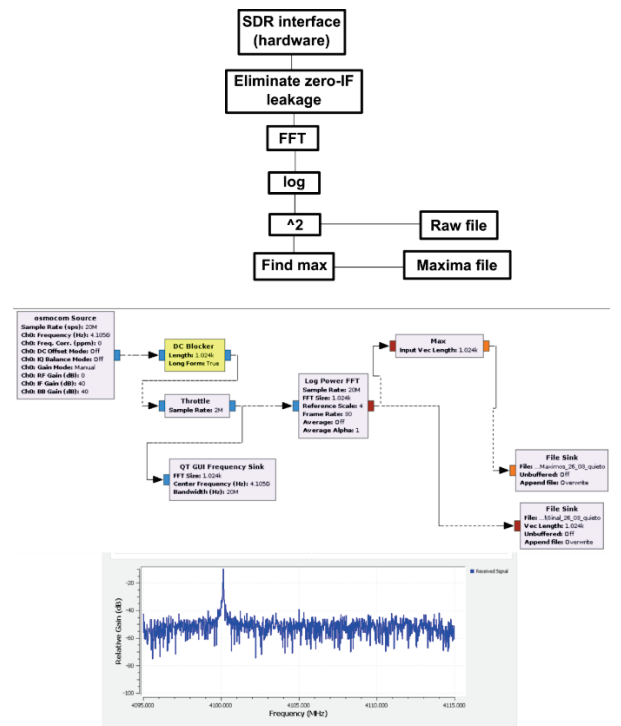 SDR interface
(hardware)
Eliminate zero-IF
leakage
FFT
log
^2
Raw file
Find max
Maxima file
osmocom Source
Sample Rate (sps): 20M
Ch0: Frequency (Hz): 4.105G
Ch0: Freq. Corr. (ppm): 0
Ch0: DC Offset Mode: Off
Ch0: IQ Balance Mode: Off
Ch0: Gain Mode: Manual
Ch0: RF Gain (dB): 0
Ch0: IF Gain (dB): 40
Ch0: BB Gain (dB): 40
DC Blocker
Length: 1.024k
Long Form: True
Throttle
Sample Rate: 2M
QT GUI Frequency Sink
FFT Size: 1.024k
Center Frequency (Hz): 4.105G
Bandwidth (Hz): 20M
Log Power FFT
Sample Rate: 20M
FFT Size: 1.024k
Reference Scale: 4
Frame Rate: 80
Average: Off
Average Alpha: 1
Max
Input Vec Length: 1.024k
File Sink
File: ...Maximos_26_08_quieto
Unbuffered: Off
Append file: Overwrite
File Sink
Vec Length: 1.024k
Unbuffered: Off
Append file: Overwrite
Received Signal
Relative Gain (dB)
-20
-40
-60
-80
-100
4095.000
4100.000
4105.000
4110.000
4115.000
Frequency (MHz)